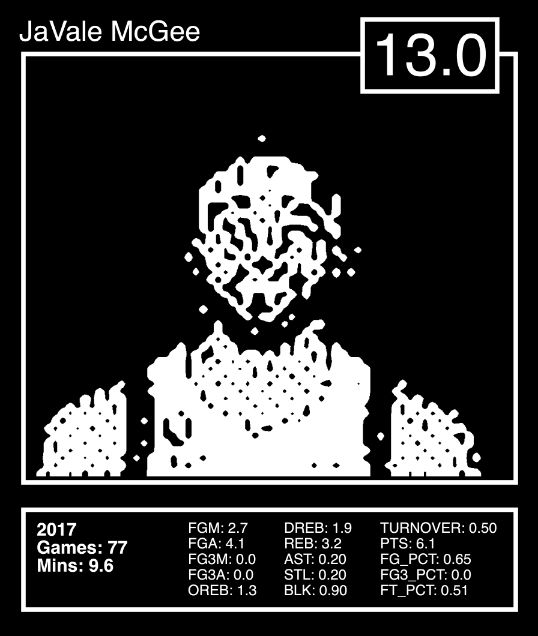 JaVale McGee
13.0
2017
Games: 77
Mins: 9.6
FGM: 2.7
FGA: 4.1
FG3M: 0.0
FG3A: 0.0
OREB: 1.3
DREB: 1.9
REB: 3.2
AST: 0.20
STL: 0.20
BLK: 0.90
TURNOVER: 0.50
PTS: 6.1
FG_PCT: 0.65
FG3_PCT: 0.0
FT_PCT: 0.51